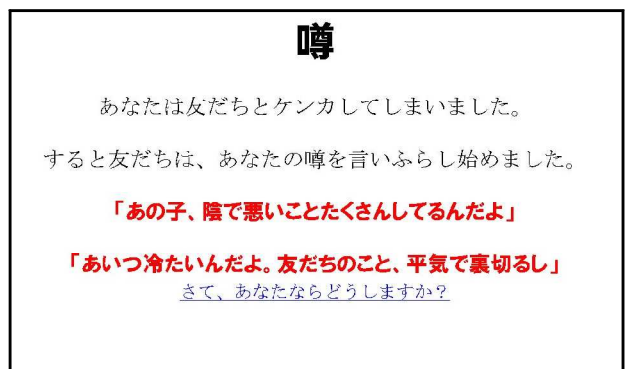 噂
あなたは友だちとケンカしてしまいました。
すると友だちは、あなたの噂を言いふらし始めました。
「あの子、陰で悪いことたくさんしてるんだよ」
「あいつ冷たいんだよ。友だちのこと、平気で裏切るし」
さて、あなたならどうしますか？